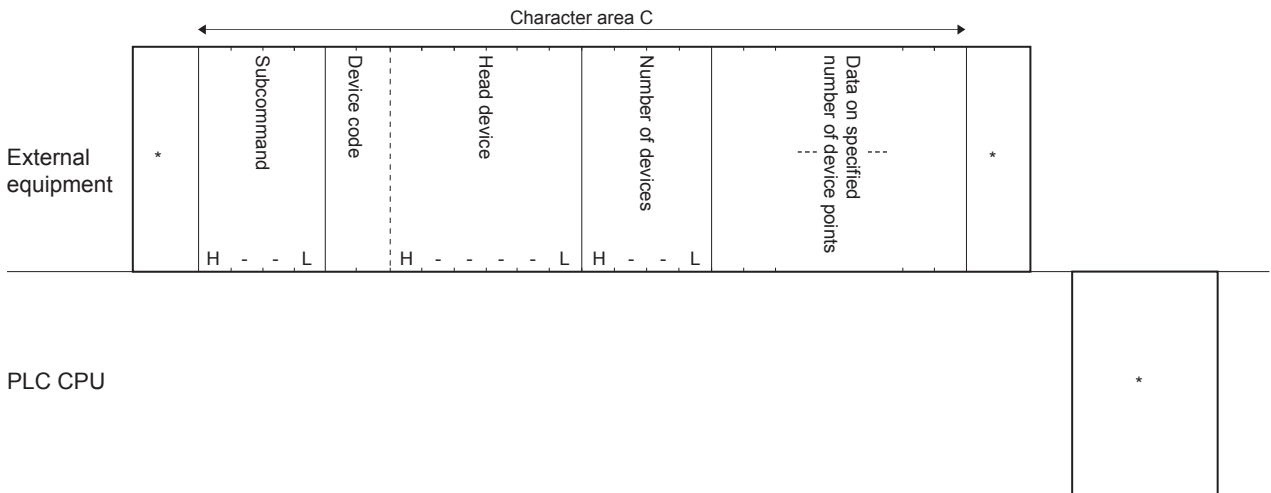 Character area C
External
equipment
*
Subcommand
Device code
Head device
Number of devices
Data on specified
number of device points
*
H - - L
H - - - - L
H - - L
PLC CPU
*